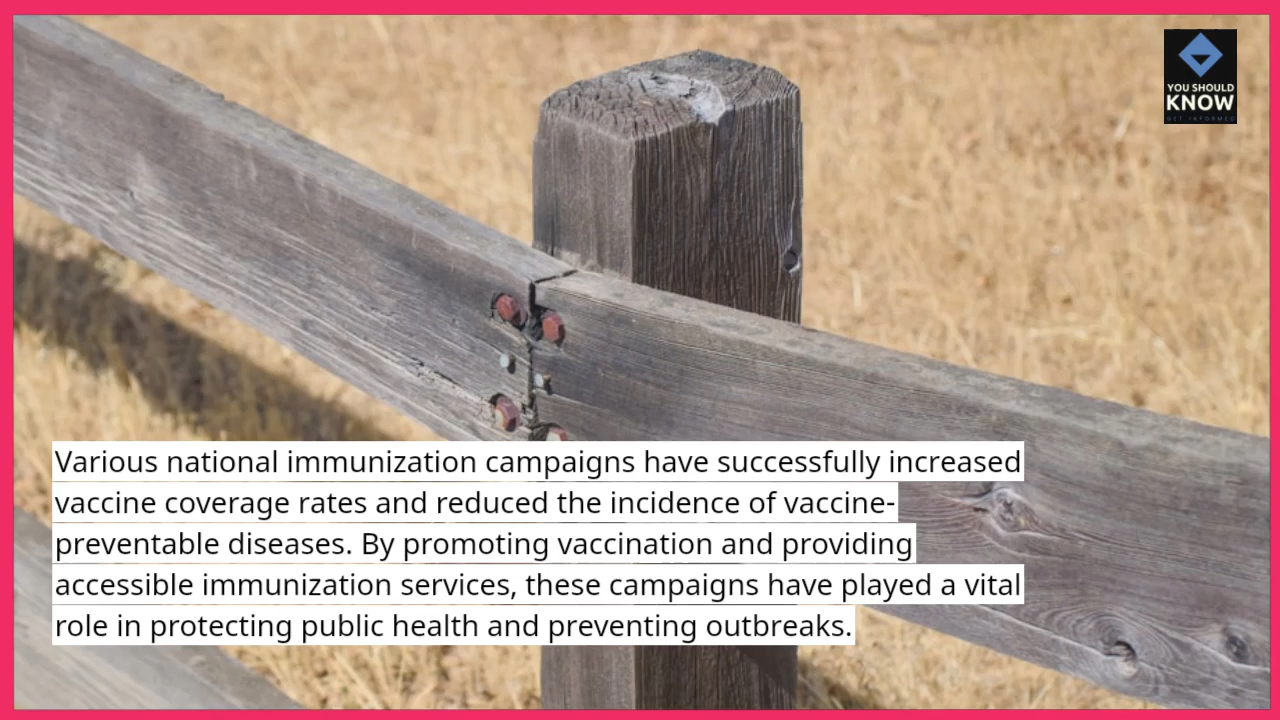 YOU SHOULD
KNOW
GET INFORMED
Various national immunization campaigns have successfully increased
vaccine coverage rates and reduced the incidence of vaccine-
preventable diseases. By promoting vaccination and providing
accessible immunization services, these campaigns have played a vital
role in protecting public health and preventing outbreaks.